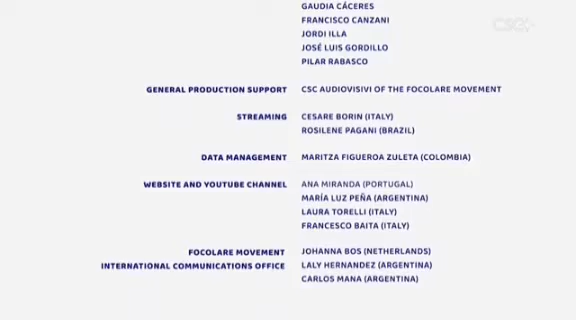 GAUDIA CÁCERES
FRANCISCO CANZANI
JORDI ILLA
JOSÉ LUIS GORDILLO
PILAR RABASCO
GENERAL PRODUCTION SUPPORT CSC AUDIOVISIVI OF THE FOCOLARE MOVEMENT
STREAMING CESARE BORIN (ITALY)
ROSILENE PAGANI (BRAZIL)
DATA MANAGEMENT MARITZA FIGUEROA ZULETA (COLOMBIA)
WEBSITE AND YOUTUBE CHANNEL ANA MIRANDA (PORTUGAL)
MARÍA LUZ PEÑA (ARGENTINA)
LAURA TORELLI (ITALY)
FRANCESCO BAITA (ITALY)
FOCOLARE MOVEMENT JOHANNA BOS (NETHERLANDS)
INTERNATIONAL COMMUNICATIONS OFFICE LALY HERNANDEZ (ARGENTINA)
CARLOS MANA (ARGENTINA)